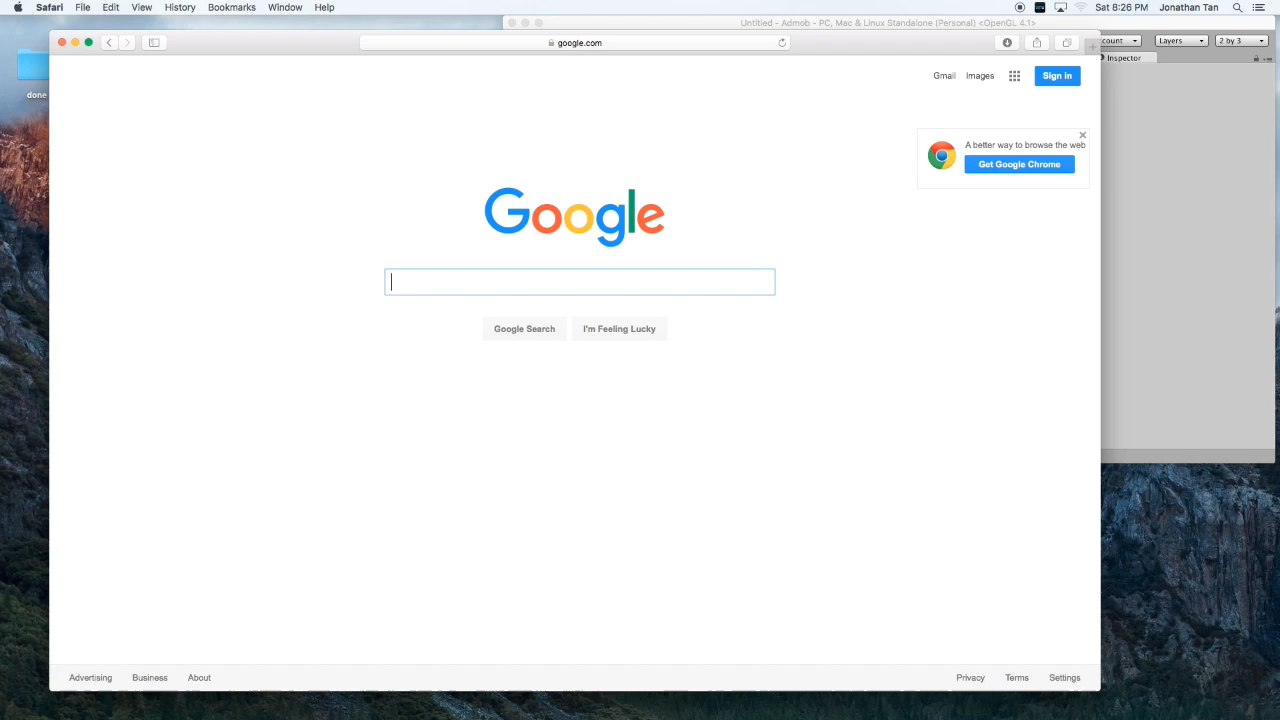 Safari File Edit View History Bookmarks Window Help Sat 8:26 PM Jonathan Tan
Untitled - Admob - PC, Mac & Linux Standalone (Personal) <OpenGL 4.1>
google.com
count Layers 2 by 3
Inspector
done
Gmail Images Sign in
A better way to browse the web
Get Google Chrome
Google
Google Search I'm Feeling Lucky
Advertising Business About Privacy Terms Settings